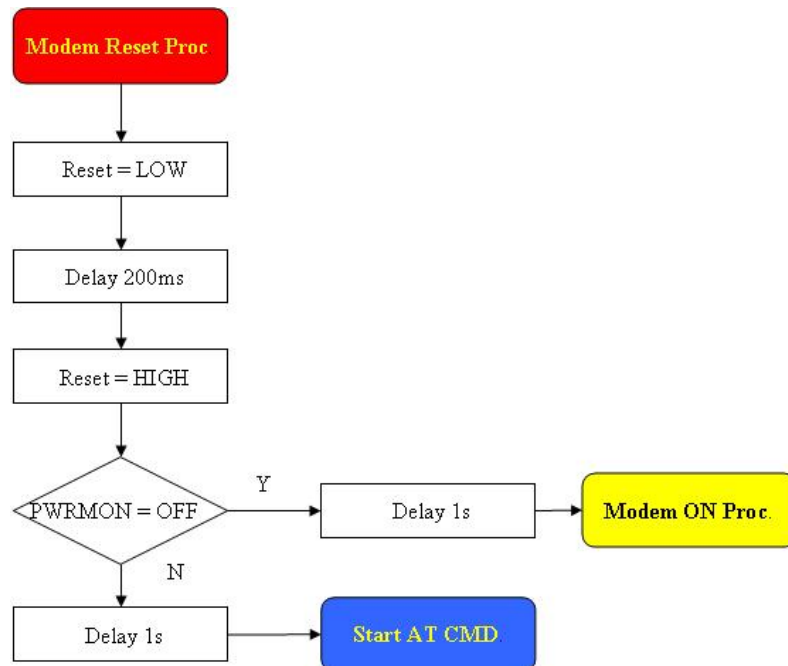 Modem Reset Proc
Reset = LOW
Delay 200ms
Reset = HIGH
PWRMON = OFF
Y
Delay 1s
Modem ON Proc.
N
Delay 1s
Start AT CMD